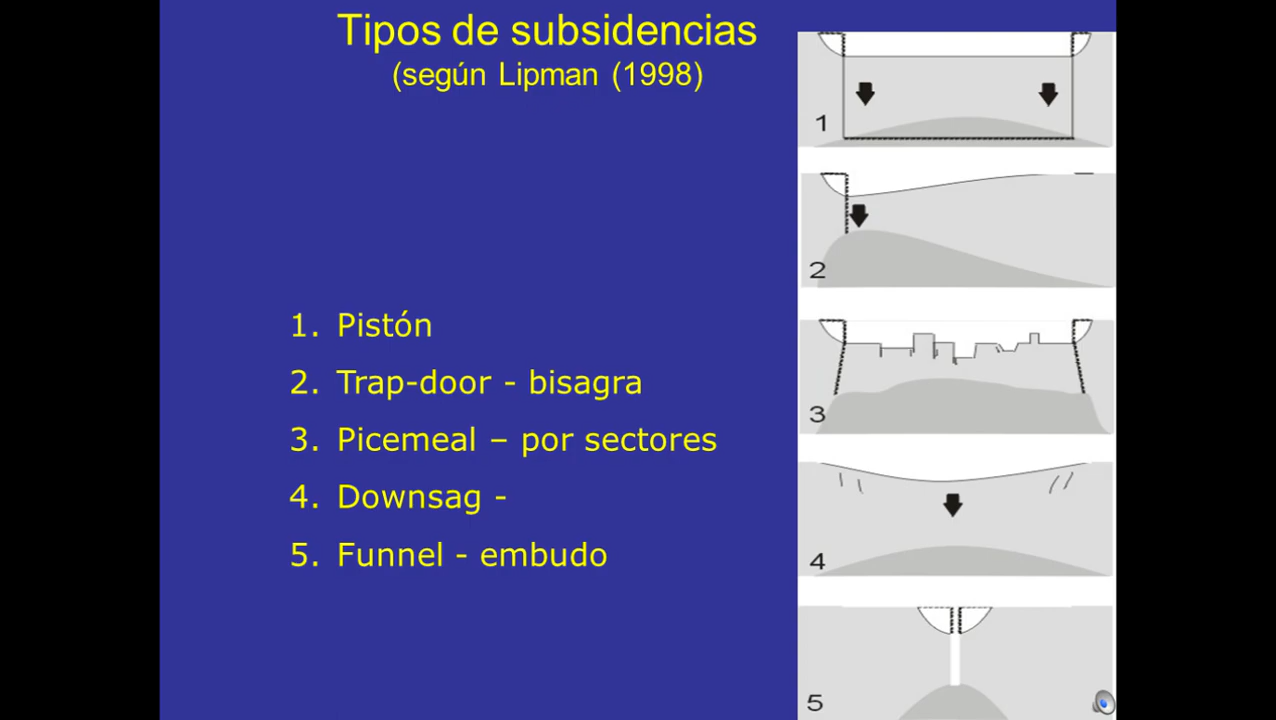 Tipos de subsidencias
(según Lipman (1998)
1. Pistón
2. Trap-door - bisagra
3. Picemeal – por sectores
4. Downsag -
5. Funnel - embudo
1
2
3
4
5